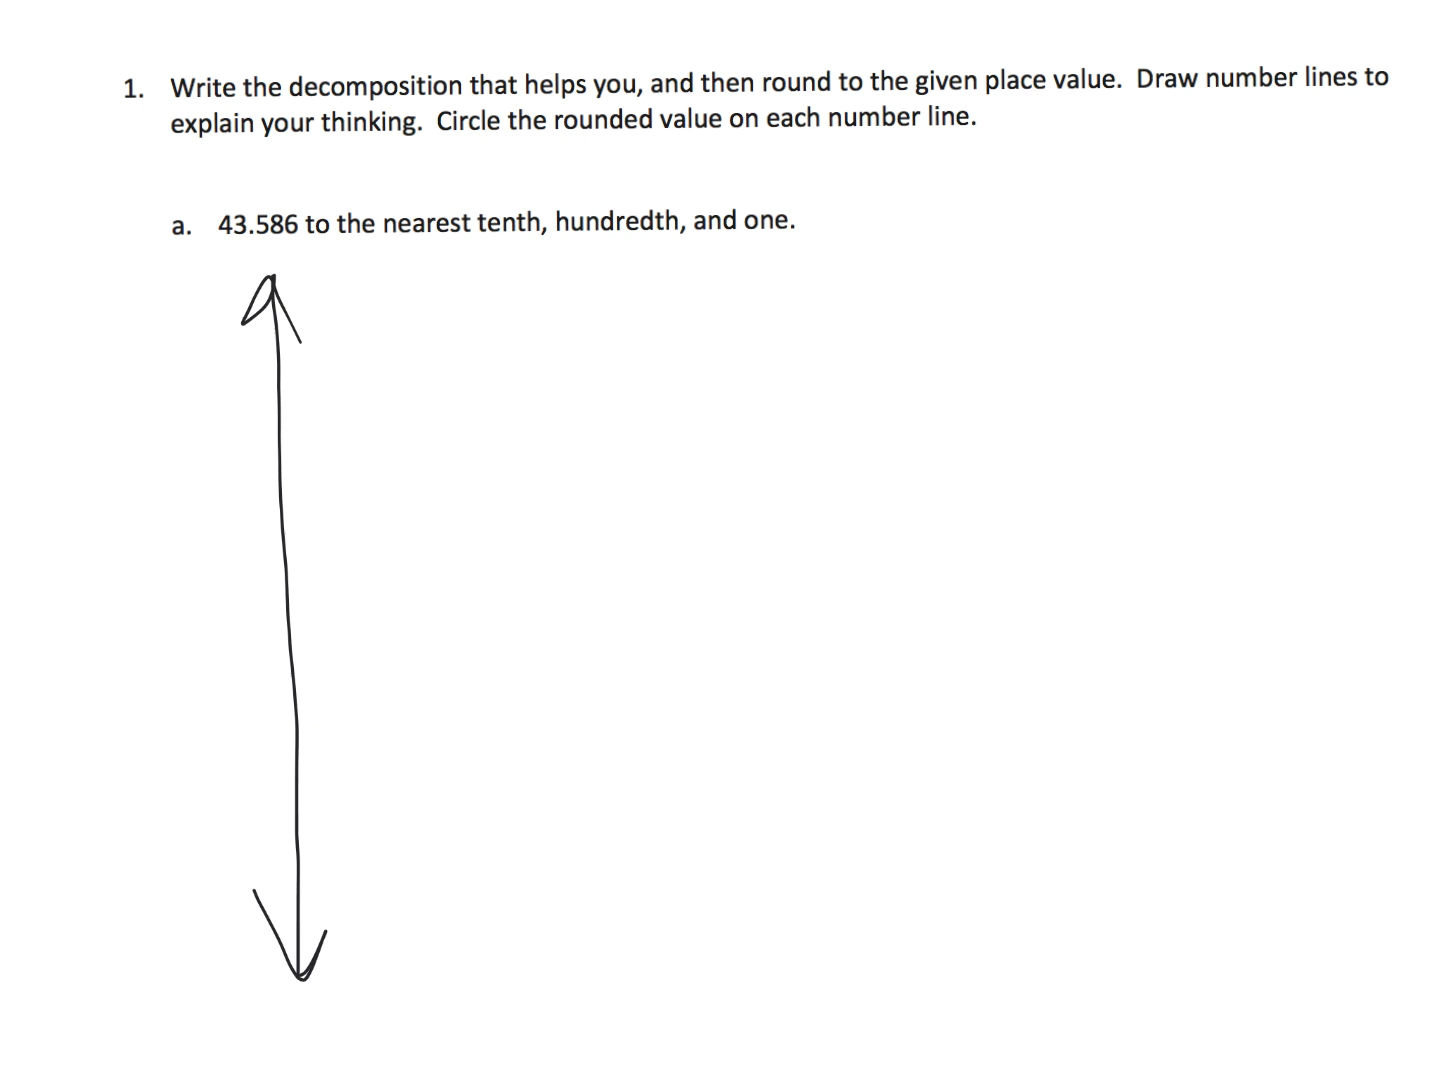 1. Write the decomposition that helps you, and then round to the given place value. Draw number lines to
explain your thinking. Circle the rounded value on each number line.
a. 43.586 to the nearest tenth, hundredth, and one.